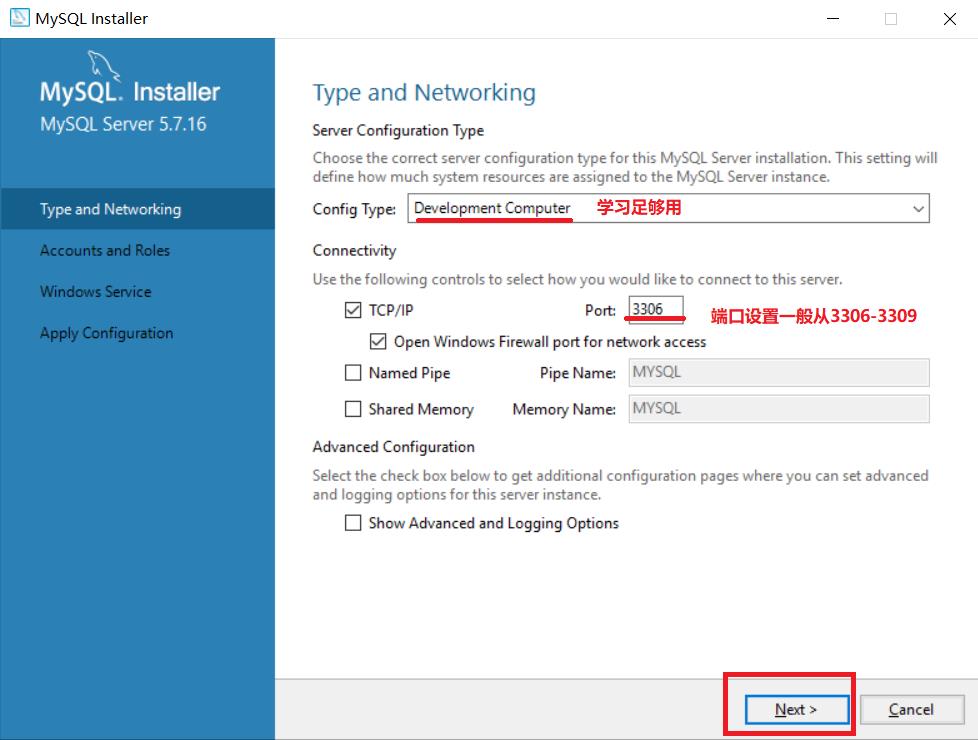 MySQL Installer
MySQL. Installer
MySQL Server 5.7.16
Type and Networking
Accounts and Roles
Windows Service
Apply Configuration
Type and Networking
Server Configuration Type
Choose the correct server configuration type for this MySQL Server installation. This setting will
define how much system resources are assigned to the MySQL Server instance.
Config Type: Development Computer 学习足够用
Connectivity
Use the following controls to select how you would like to connect to this server.
TCP/IP Port: 3306 端口设置一般从3306-3309
Open Windows Firewall port for network access
Named Pipe Pipe Name: MYSQL
Shared Memory Memory Name: MYSQL
Advanced Configuration
Select the check box below to get additional configuration pages where you can set advanced
and logging options for this server instance.
Show Advanced and Logging Options
Next > Cancel